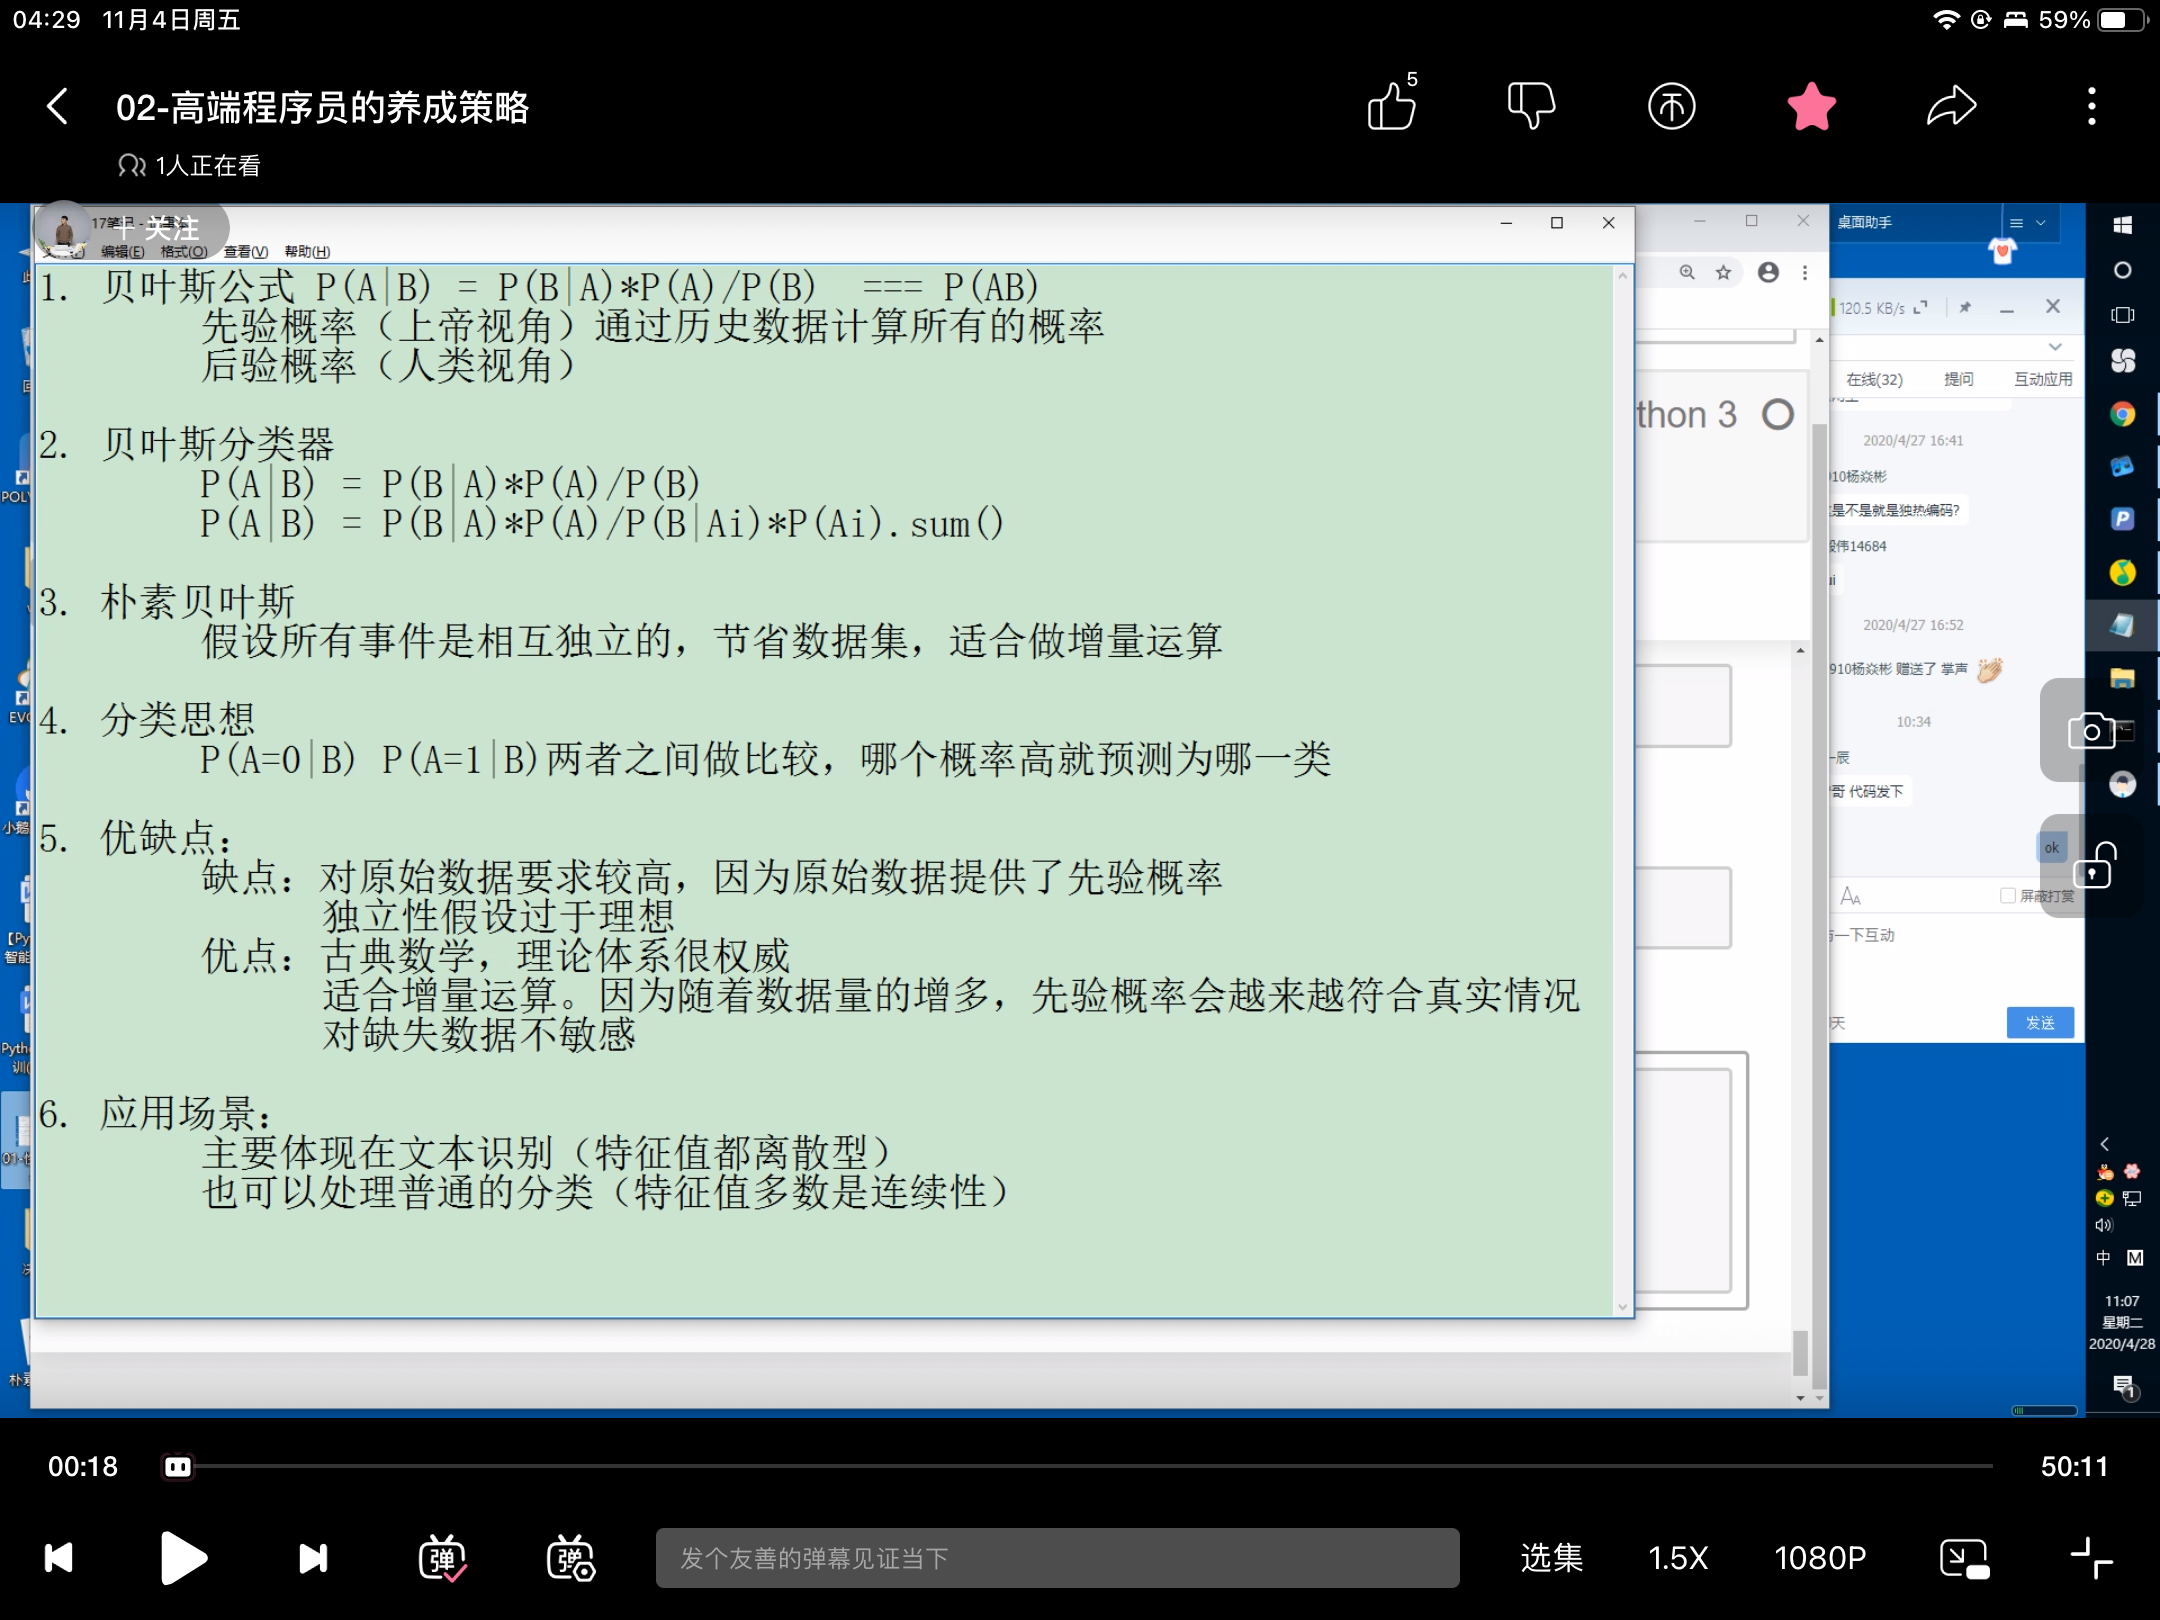 04:29 11月4日周五
59%
02-高端程序员的养成策略
5
1人正在看
关注
编辑(E) 格式(O) 查看(V) 帮助(H)
1. 贝叶斯公式 P(A|B) = P(B|A)*P(A)/P(B) === P(AB)
先验概率（上帝视角）通过历史数据计算所有的概率
后验概率（人类视角）
2. 贝叶斯分类器
P(A|B) = P(B|A)*P(A)/P(B)
P(A|B) = P(B|A)*P(A)/P(B|Ai)*P(Ai).sum()
3. 朴素贝叶斯
假设所有事件是相互独立的，节省数据集，适合做增量运算
4. 分类思想
P(A=0|B) P(A=1|B)两者之间做比较，哪个概率高就预测为哪一类
5. 优缺点：
缺点：对原始数据要求较高，因为原始数据提供了先验概率
独立性假设过于理想
优点：古典数学，理论体系很权威
适合增量运算。因为随着数据量的增多，先验概率会越来越符合真实情况
对缺失数据不敏感
6. 应用场景：
主要体现在文本识别（特征值都离散型）
也可以处理普通的分类（特征值多数是连续性）
thon 3
桌面助手
120.5 KB/s
在线(32) 提问 互动应用
2020/4/27 16:41
10杨焱彬
是不是就是独热编码?
伟14684
2020/4/27 16:52
910杨焱彬 赠送了 掌声
10:34
辰
哥 代码发下
ok
屏蔽打赏
一下互动
天
发送
中 M
11:07
星期二
2020/4/28
1
00:18
50:11
弹
弹
发个友善的弹幕见证当下
选集
1.5X
1080P